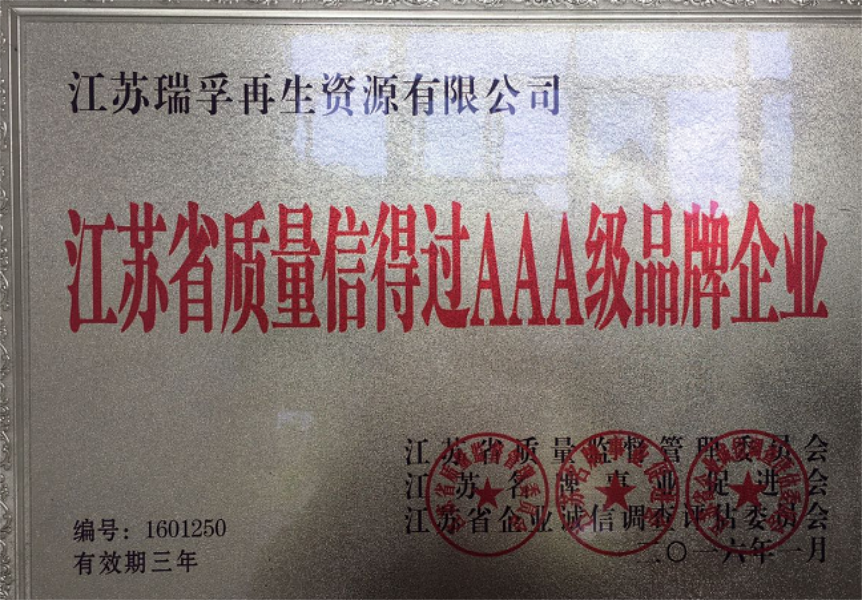 江苏瑞孚再生资源有限公司
江苏省质量信得过AAA级品牌企业
江苏省质量监督管理委员会
江苏名牌事业促进会
江苏省企业诚信调查评估委员会
编号：1601250
二〇一六年一月
有效期三年